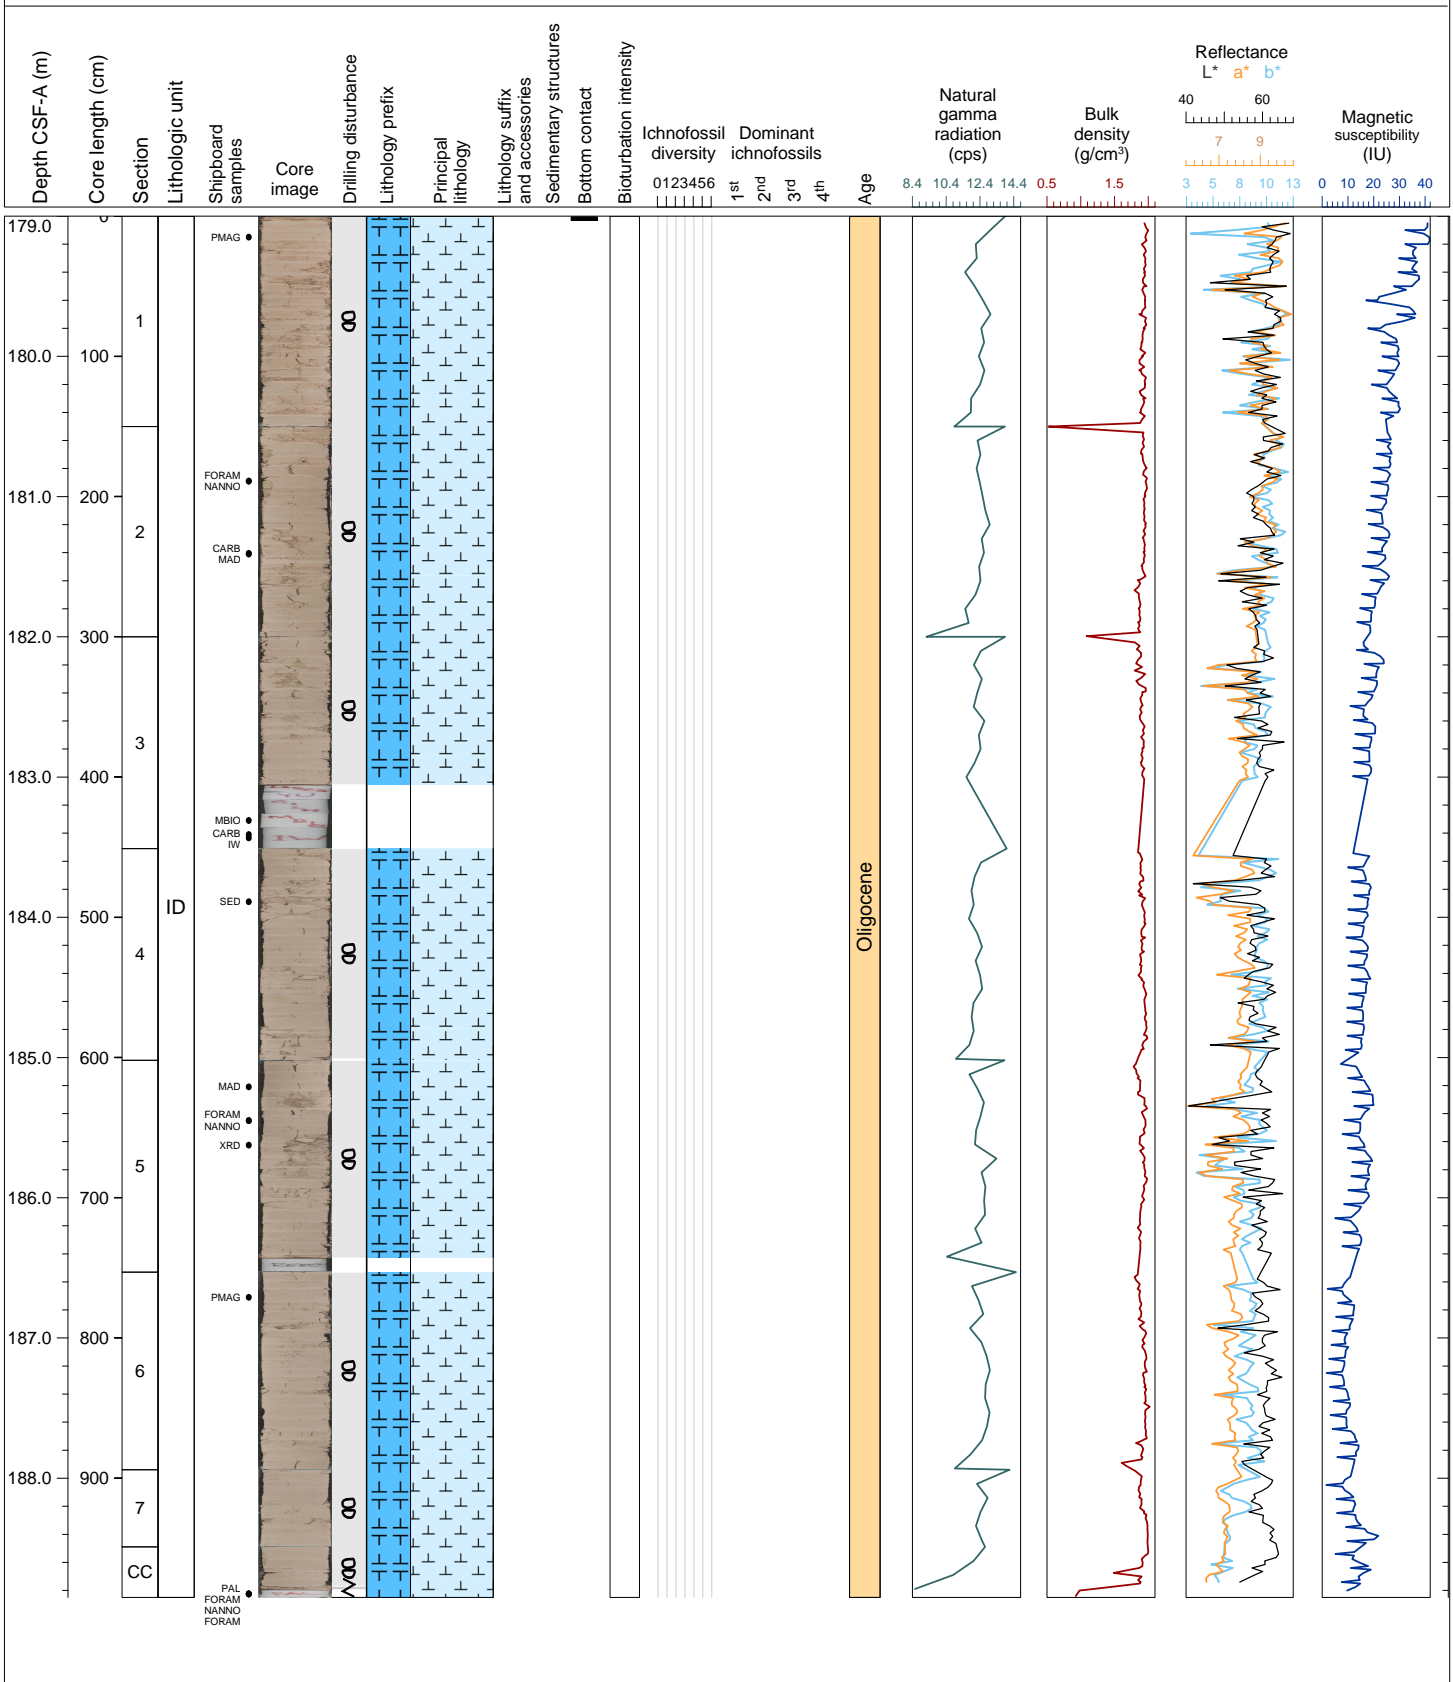 Depth CSF-A (m)
Core length (cm)
Section
Lithologic unit
Shipboard
samples
Core
image
Drilling disturbance
Lithology prefix
Principal
lithology
Lithology suffix
and accessories
Sedimentary structures
Bottom contact
Bioturbation intensity
Ichnofossil
diversity
0123456
Dominant
ichnofossils
1st
2nd
3rd
4th
Age
Natural
gamma
radiation
(cps)
8.4 10.4 12.4 14.4
Bulk
density
(g/cm³)
0.5 1.5
Reflectance
L* a* b*
40 60
7 9
3 5 8 10 13
Magnetic
susceptibility
(IU)
0 10 20 30 40
179.0
180.0
181.0
182.0
183.0
184.0
185.0
186.0
187.0
188.0
0
100
200
300
400
500
600
700
800
900
1
2
3
4
5
6
7
CC
ID
PMAG
FORAM
NANNO
CARB
MAD
MBIO
CARB
IW
SED
MAD
FORAM
NANNO
XRD
PMAG
PAL
FORAM
NANNO
FORAM
Oligocene